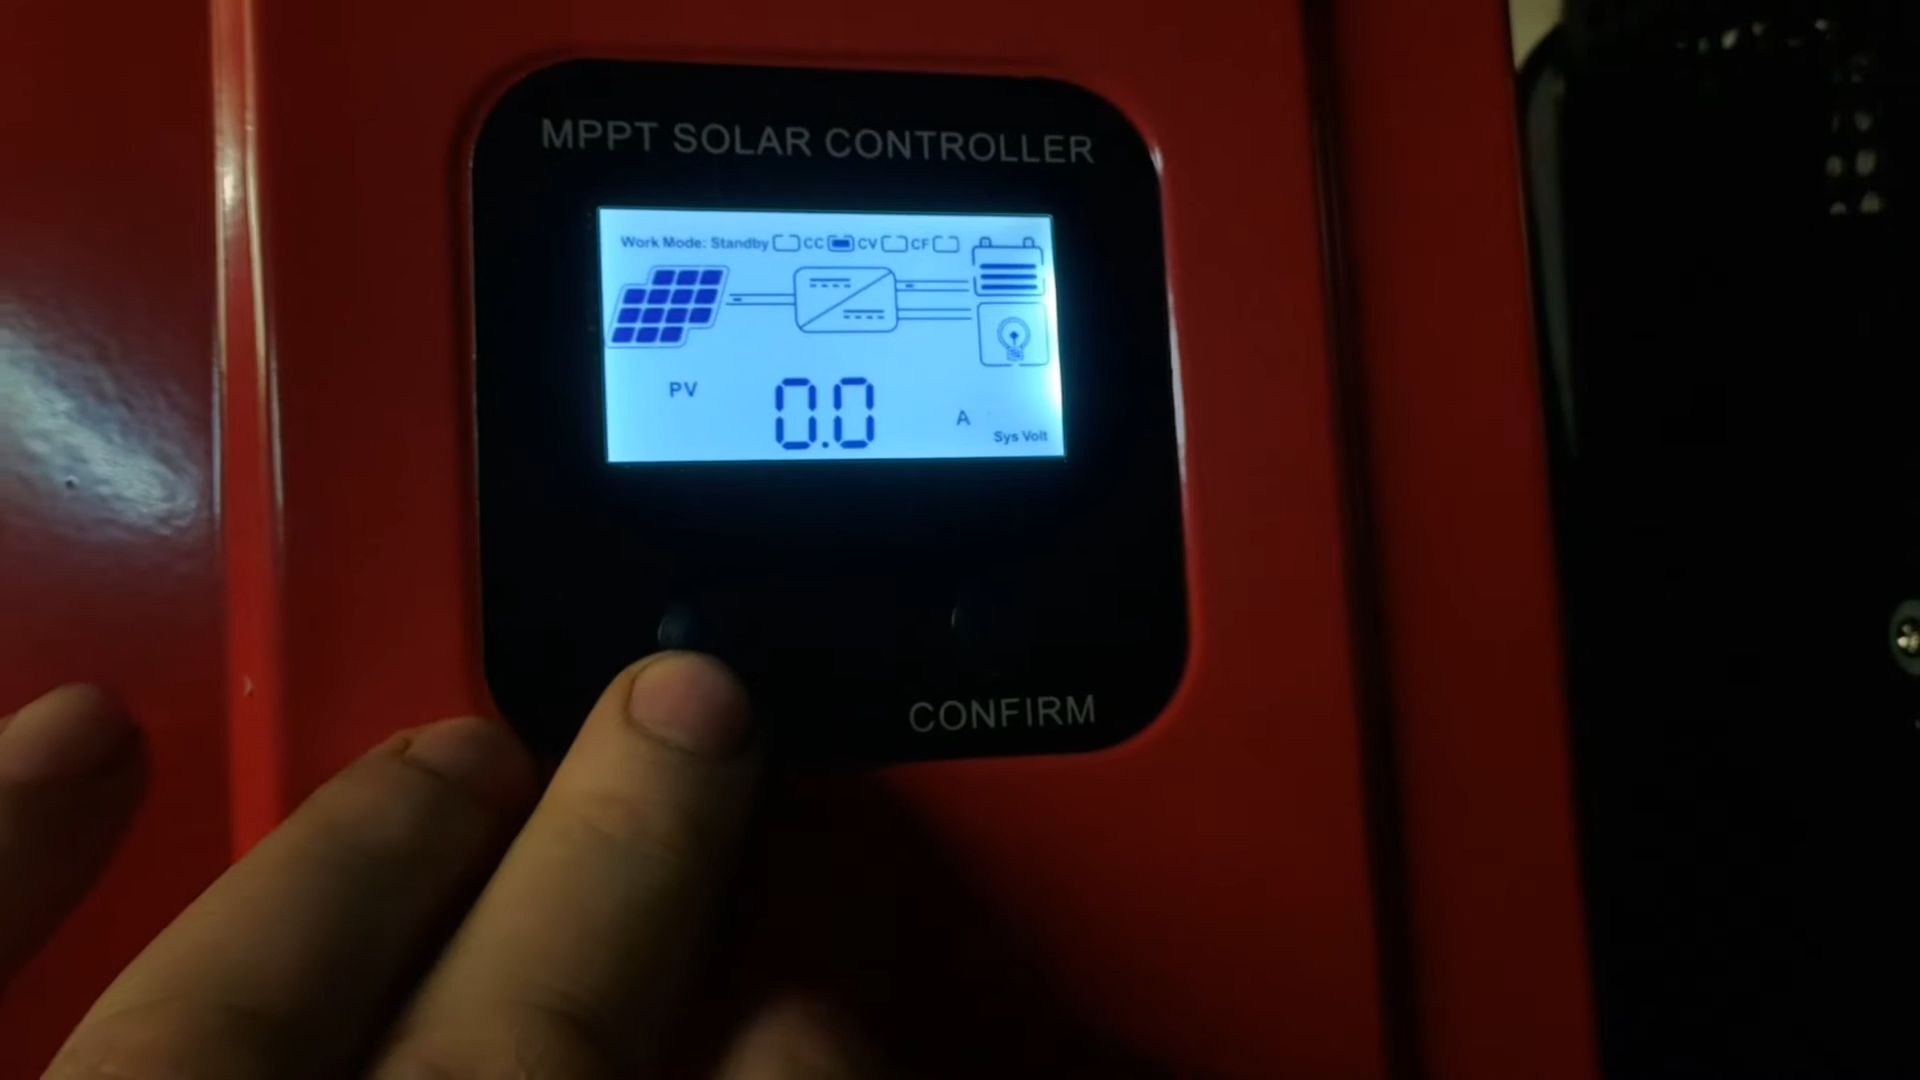 MPPT SOLAR CONTROLLER
Work Mode: Standby CC CV CF
PV 0.0 A
Sys Volt
CONFIRM